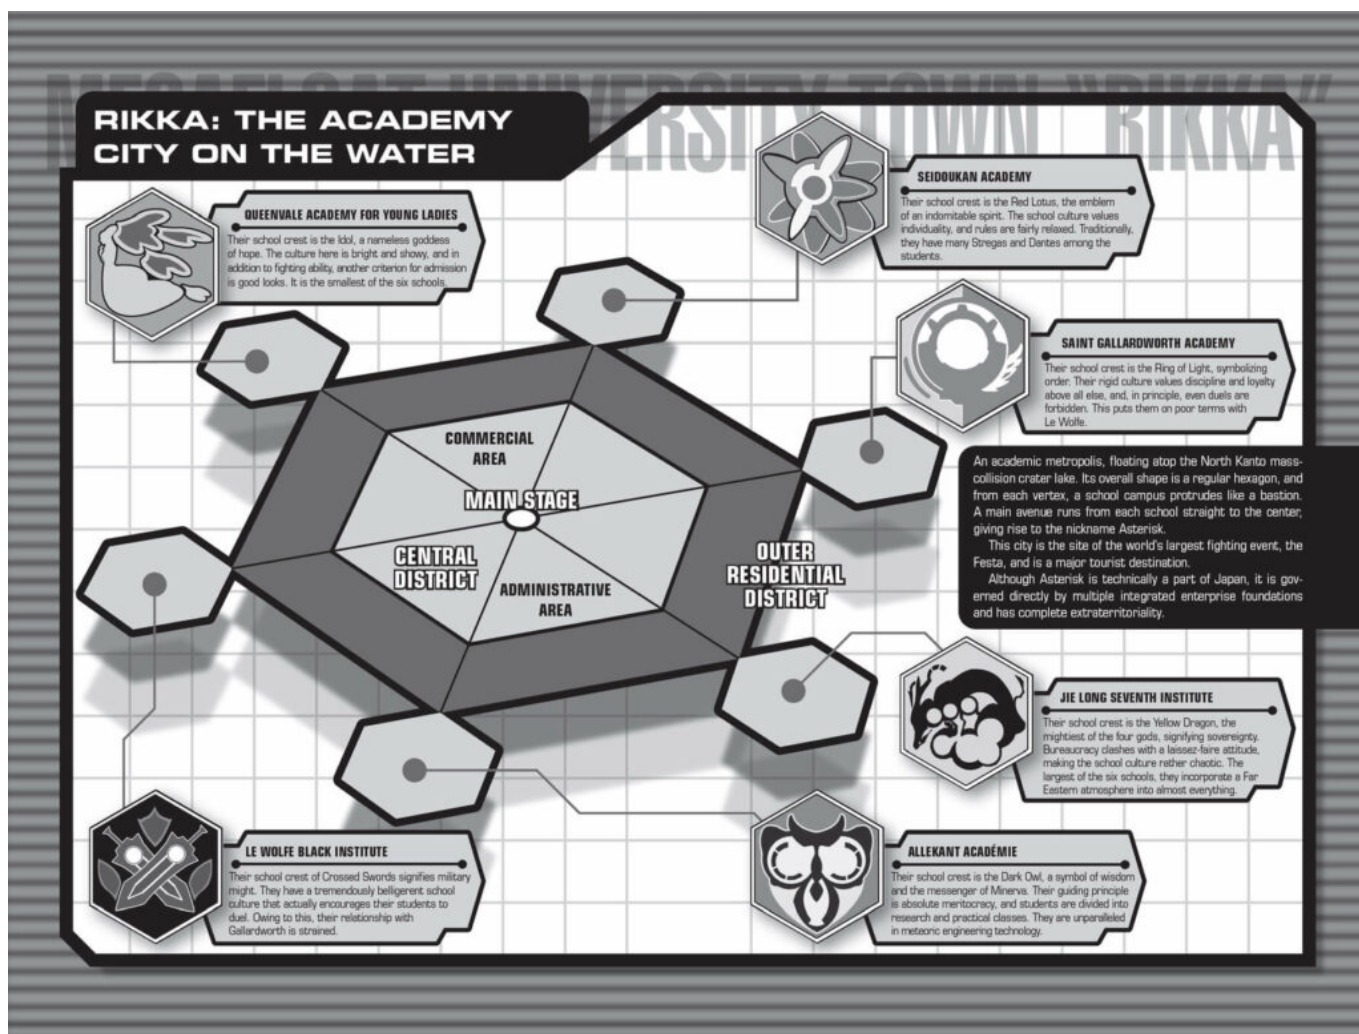 MEGAFLOAT UNIVERSITY TOWN "RIKKA"
RIKKA: THE ACADEMY
CITY ON THE WATER
QUEENVALE ACADEMY FOR YOUNG LADIES
Their school crest is the Idol, a nameless goddess
of hope. The culture here is bright and showy, and in
addition to fighting ability, another criterion for admission
is good looks. It is the smallest of the six schools.
SEIDOUKAN ACADEMY
Their school crest is the Red Lotus, the emblem
of an indomitable spirit. The school culture values
individuality, and rules are fairly relaxed. Traditionally,
they have many Stregas and Dantes among the
students.
SAINT GALLARDWORTH ACADEMY
Their school crest is the Ring of Light, symbolizing
order. Their rigid culture values discipline and loyalty
above all else, and, in principle, even duels are
forbidden. This puts them on poor terms with
Le Wolfe.
COMMERCIAL
AREA
MAIN STAGE
CENTRAL
DISTRICT
ADMINISTRATIVE
AREA
OUTER
RESIDENTIAL
DISTRICT
An academic metropolis, floating atop the North Kanto mass-
collision crater lake. Its overall shape is a regular hexagon, and
from each vertex, a school campus protrudes like a bastion.
A main avenue runs from each school straight to the center,
giving rise to the nickname Asterisk.
This city is the site of the world's largest fighting event, the
Festa, and is a major tourist destination.
Although Asterisk is technically a part of Japan, it is gov-
erned directly by multiple integrated enterprise foundations
and has complete extraterritoriality.
JIE LONG SEVENTH INSTITUTE
Their school crest is the Yellow Dragon, the
mightiest of the four gods, signifying sovereignty.
Bureaucracy clashes with a laissez-faire attitude,
making the school culture rather chaotic. The
largest of the six schools, they incorporate a Far
Eastern atmosphere into almost everything.
LE WOLFE BLACK INSTITUTE
Their school crest of Crossed Swords signifies military
might. They have a tremendously belligerent school
culture that actually encourages their students to
duel. Owing to this, their relationship with
Gallardworth is strained.
ALLEKANT ACADÉMIE
Their school crest is the Dark Owl, a symbol of wisdom
and the messenger of Minerva. Their guiding principle
is absolute meritocracy, and students are divided into
research and practical classes. They are unparalleled
in meteoric engineering technology.